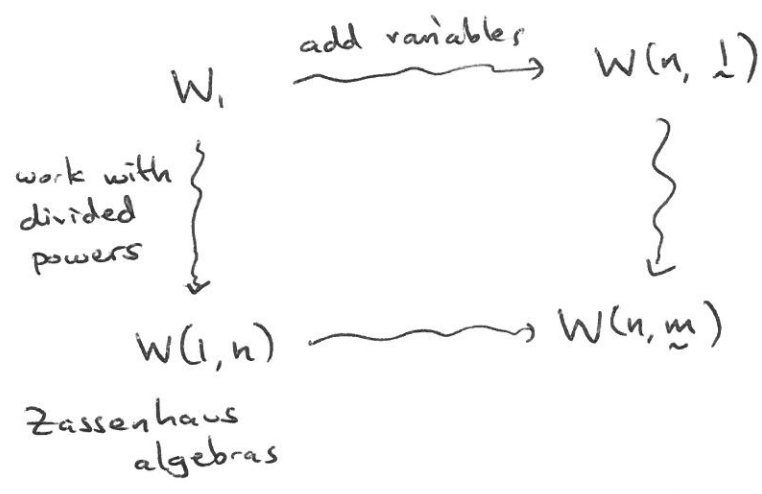 add variables
W₁
W(n, 1̰)
work with
divided
powers
W(1, n)
W(n, m̰)
Zassenhaus
algebras